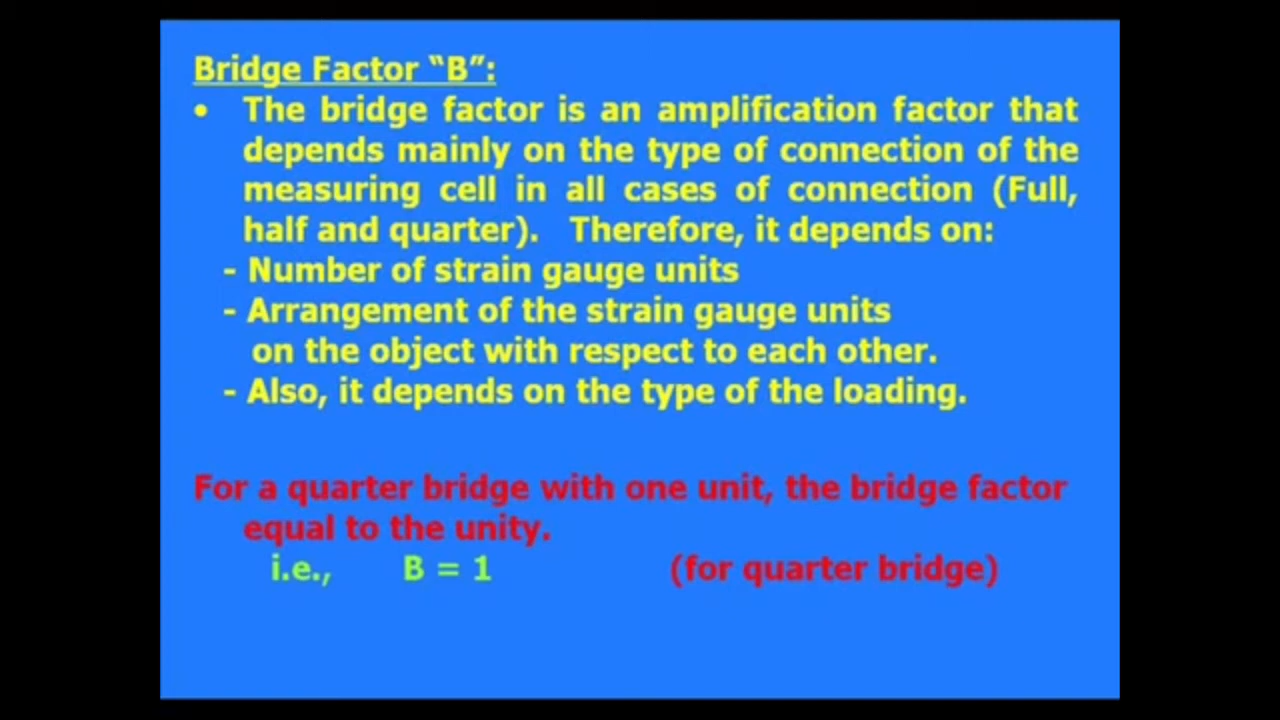 Bridge Factor “B”:
• The bridge factor is an amplification factor that
depends mainly on the type of connection of the
measuring cell in all cases of connection (Full,
half and quarter). Therefore, it depends on:
- Number of strain gauge units
- Arrangement of the strain gauge units
on the object with respect to each other.
- Also, it depends on the type of the loading.
For a quarter bridge with one unit, the bridge factor
equal to the unity.
i.e., B = 1 (for quarter bridge)